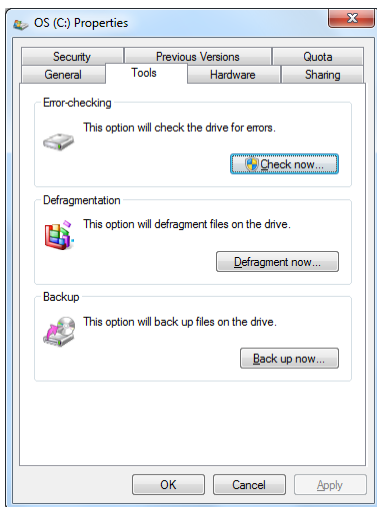 OS (C:) Properties
Security Previous Versions Quota
General Tools Hardware Sharing
Error-checking
This option will check the drive for errors.
Check now...
Defragmentation
This option will defragment files on the drive.
Defragment now...
Backup
This option will back up files on the drive.
Back up now...
OK Cancel Apply